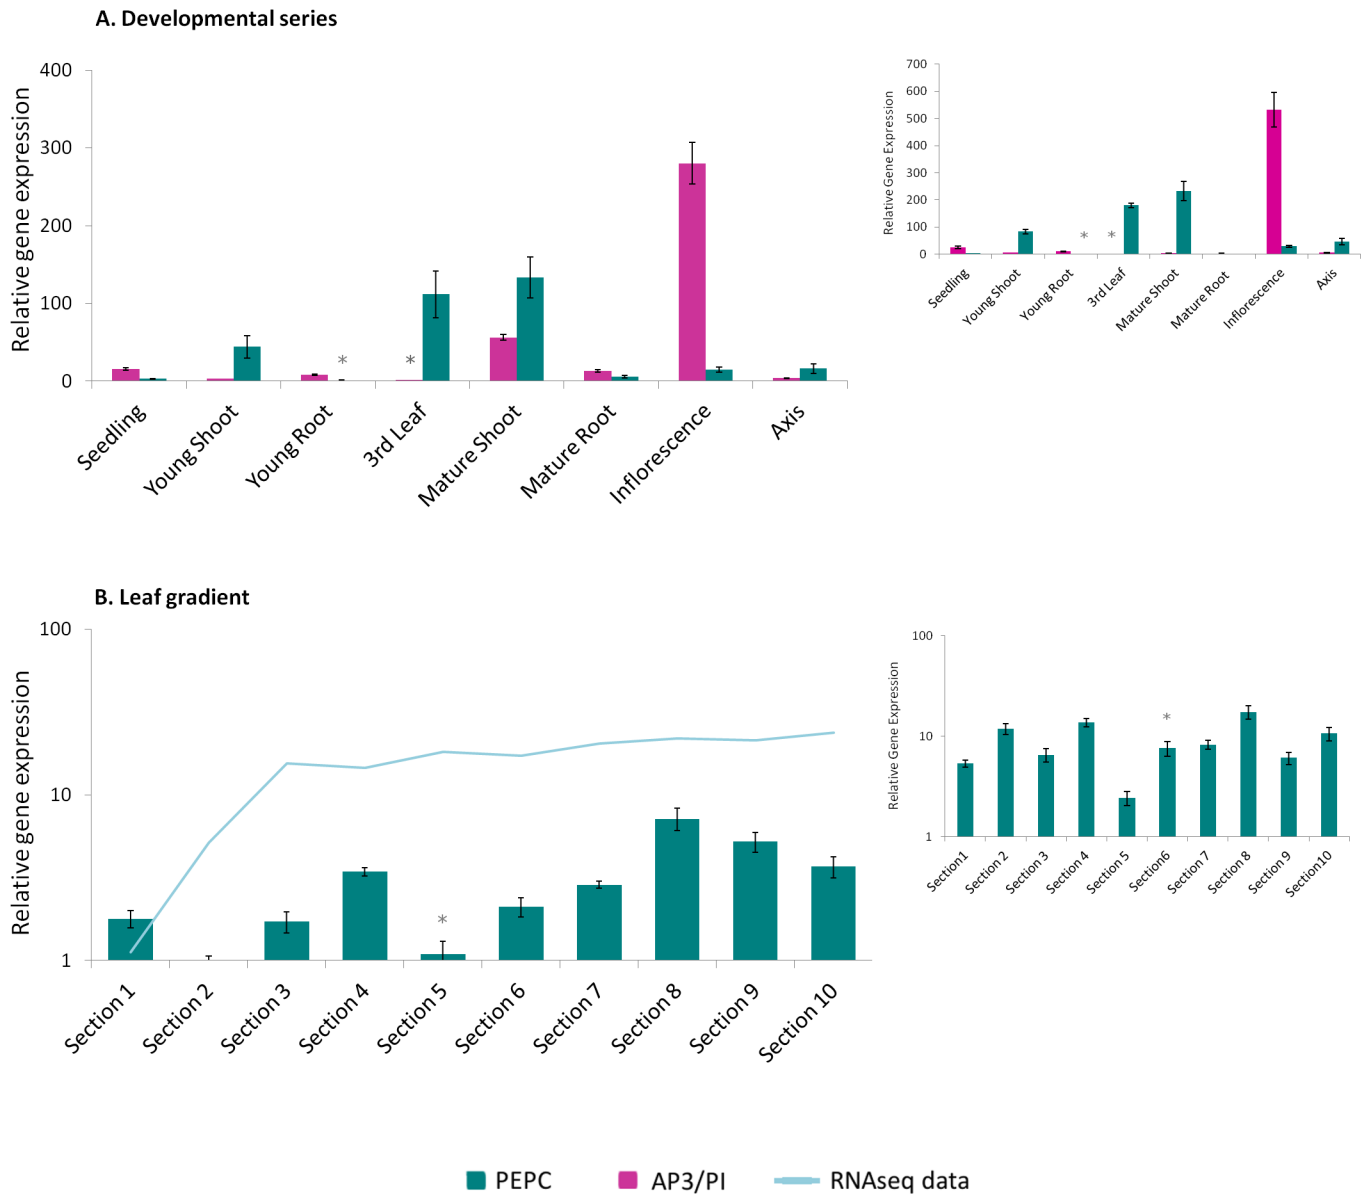 A. Developmental series
Relative gene expression
400
300
200
100
0
*
*
Seedling
Young Shoot
Young Root
3rd Leaf
Mature Shoot
Mature Root
Inflorescence
Axis
Relative Gene Expression
700
600
500
400
300
200
100
0
*
*
Seedling
Young Shoot
Young Root
3rd Leaf
Mature Shoot
Mature Root
Inflorescence
Axis
B. Leaf gradient
Relative gene expression
100
10
1
*
Section 1
Section 2
Section 3
Section 4
Section 5
Section 6
Section 7
Section 8
Section 9
Section 10
Relative Gene Expression
100
10
1
*
Section1
Section 2
Section 3
Section 4
Section 5
Section6
Section 7
Section 8
Section 9
Section10
PEPC
AP3/PI
RNAseq data